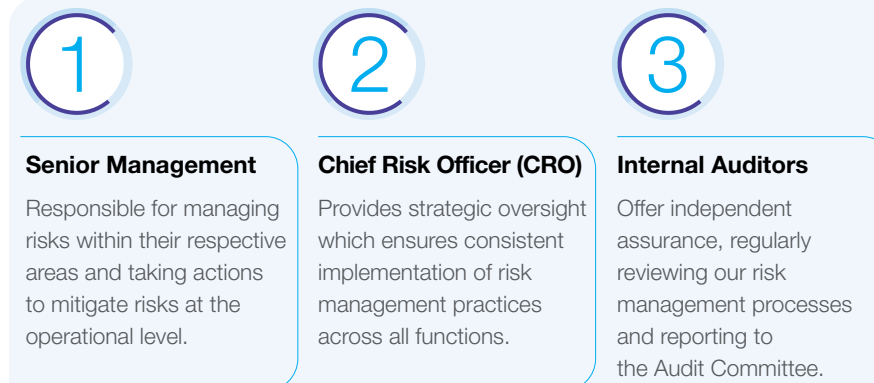 1
Senior Management
Responsible for managing
risks within their respective
areas and taking actions
to mitigate risks at the
operational level.
2
Chief Risk Officer (CRO)
Provides strategic oversight
which ensures consistent
implementation of risk
management practices
across all functions.
3
Internal Auditors
Offer independent
assurance, regularly
reviewing our risk
management processes
and reporting to
the Audit Committee.